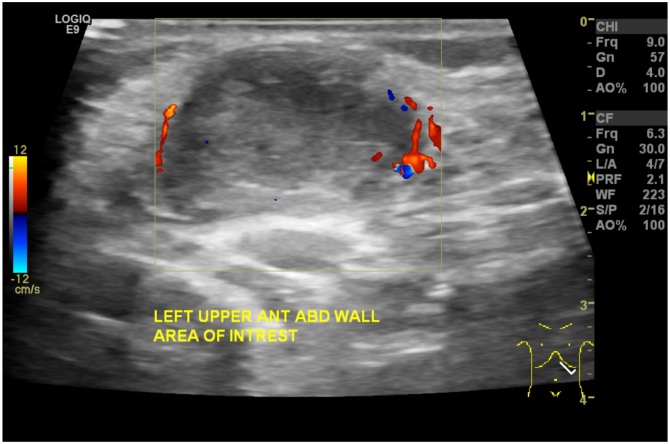 LOGIQ
E9
0
CHI
Frq 9.0
Gn 57
D 4.0
AO% 100
1
CF
Frq 6.3
Gn 30.0
L/A 4/7
PRF 2.1
WF 223
S/P 2/16
AO% 100
2
3
4
12
-12
cm/s
LEFT UPPER ANT ABD WALL
AREA OF INTREST